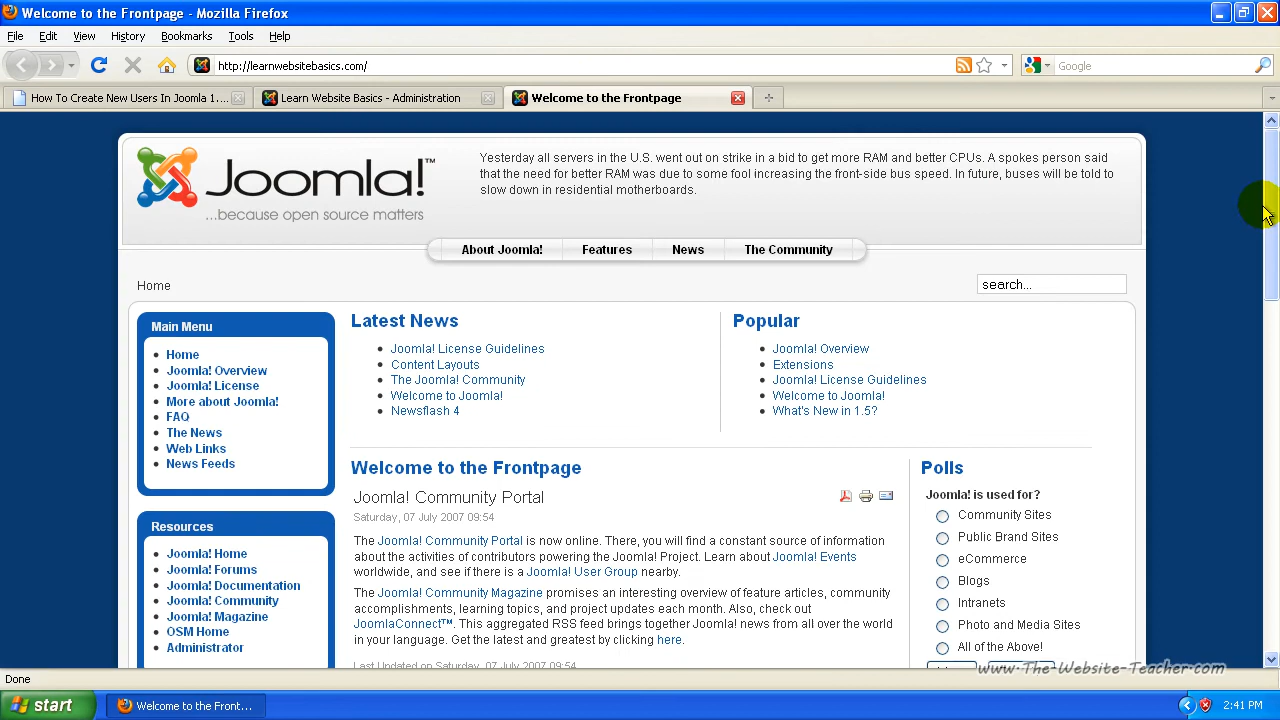 Welcome to the Frontpage - Mozilla Firefox
File Edit View History Bookmarks Tools Help
http://learnwebsitebasics.com/
Google
How To Create New Users In Joomla 1....
Learn Website Basics - Administration
Welcome to the Frontpage
Joomla!™
...because open source matters
Yesterday all servers in the U.S. went out on strike in a bid to get more RAM and better CPUs. A spokes person said
that the need for better RAM was due to some fool increasing the front-side bus speed. In future, buses will be told to
slow down in residential motherboards.
About Joomla! Features News The Community
Home
search...
Main Menu
Home
Joomla! Overview
Joomla! License
More about Joomla!
FAQ
The News
Web Links
News Feeds
Resources
Joomla! Home
Joomla! Forums
Joomla! Documentation
Joomla! Community
Joomla! Magazine
OSM Home
Administrator
Latest News
Joomla! License Guidelines
Content Layouts
The Joomla! Community
Welcome to Joomla!
Newsflash 4
Popular
Joomla! Overview
Extensions
Joomla! License Guidelines
Welcome to Joomla!
What's New in 1.5?
Welcome to the Frontpage
Joomla! Community Portal
Saturday, 07 July 2007 09:54
The Joomla! Community Portal is now online. There, you will find a constant source of information
about the activities of contributors powering the Joomla! Project. Learn about Joomla! Events
worldwide, and see if there is a Joomla! User Group nearby.
The Joomla! Community Magazine promises an interesting overview of feature articles, community
accomplishments, learning topics, and project updates each month. Also, check out
JoomlaConnect™. This aggregated RSS feed brings together Joomla! news from all over the world
in your language. Get the latest and greatest by clicking here.
Last Updated on Saturday, 07 July 2007 09:54
Polls
Joomla! is used for?
Community Sites
Public Brand Sites
eCommerce
Blogs
Intranets
Photo and Media Sites
All of the Above!
www.The-Website-Teacher.com
Done
start
Welcome to the Front...
2:41 PM